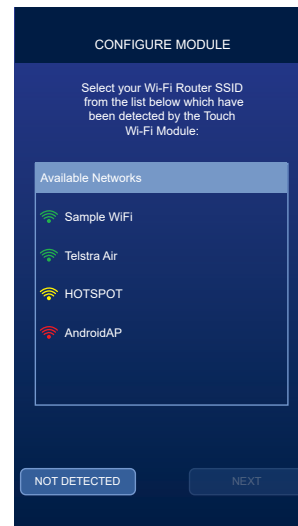 CONFIGURE MODULE
Select your Wi-Fi Router SSID
from the list below which have
been detected by the Touch
Wi-Fi Module:
Available Networks
Sample WiFi
Telstra Air
HOTSPOT
AndroidAP
NOT DETECTED
NEXT